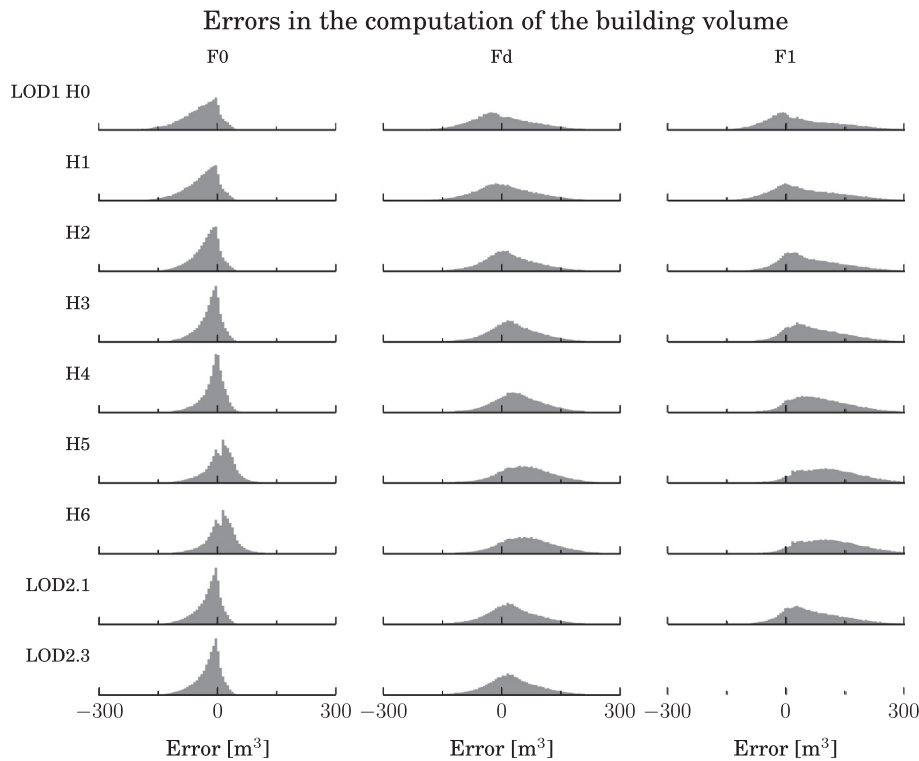 Errors in the computation of the building volume
F0 Fd F1
LOD1 H0
H1
H2
H3
H4
H5
H6
LOD2.1
LOD2.3
−300 0 300 −300 0 300 −300 0 300
Error [m³] Error [m³] Error [m³]